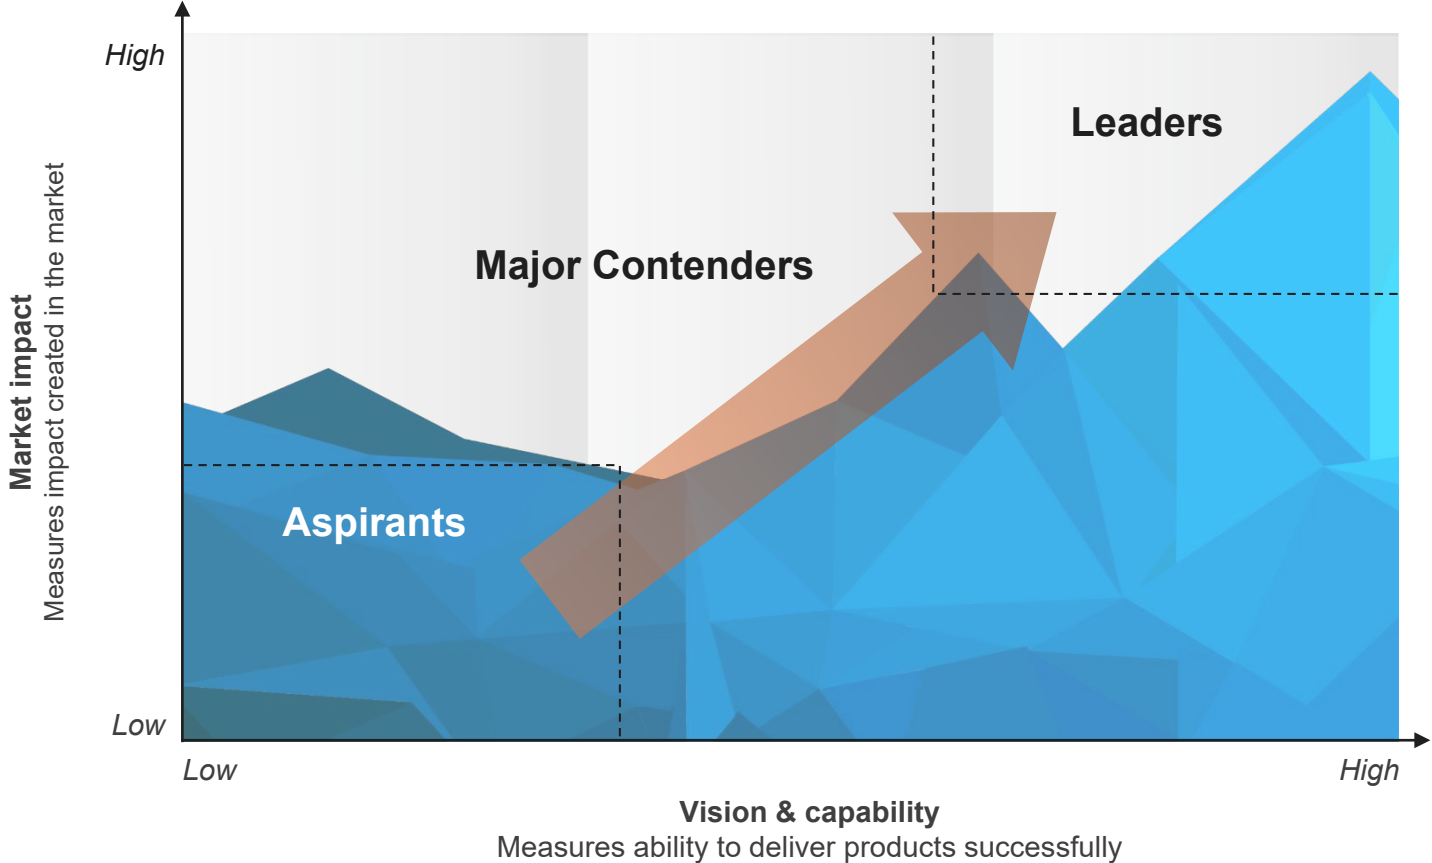 High
Leaders
Major Contenders
Aspirants
Market impact
Measures impact created in the market
Low
Low
High
Vision & capability
Measures ability to deliver products successfully